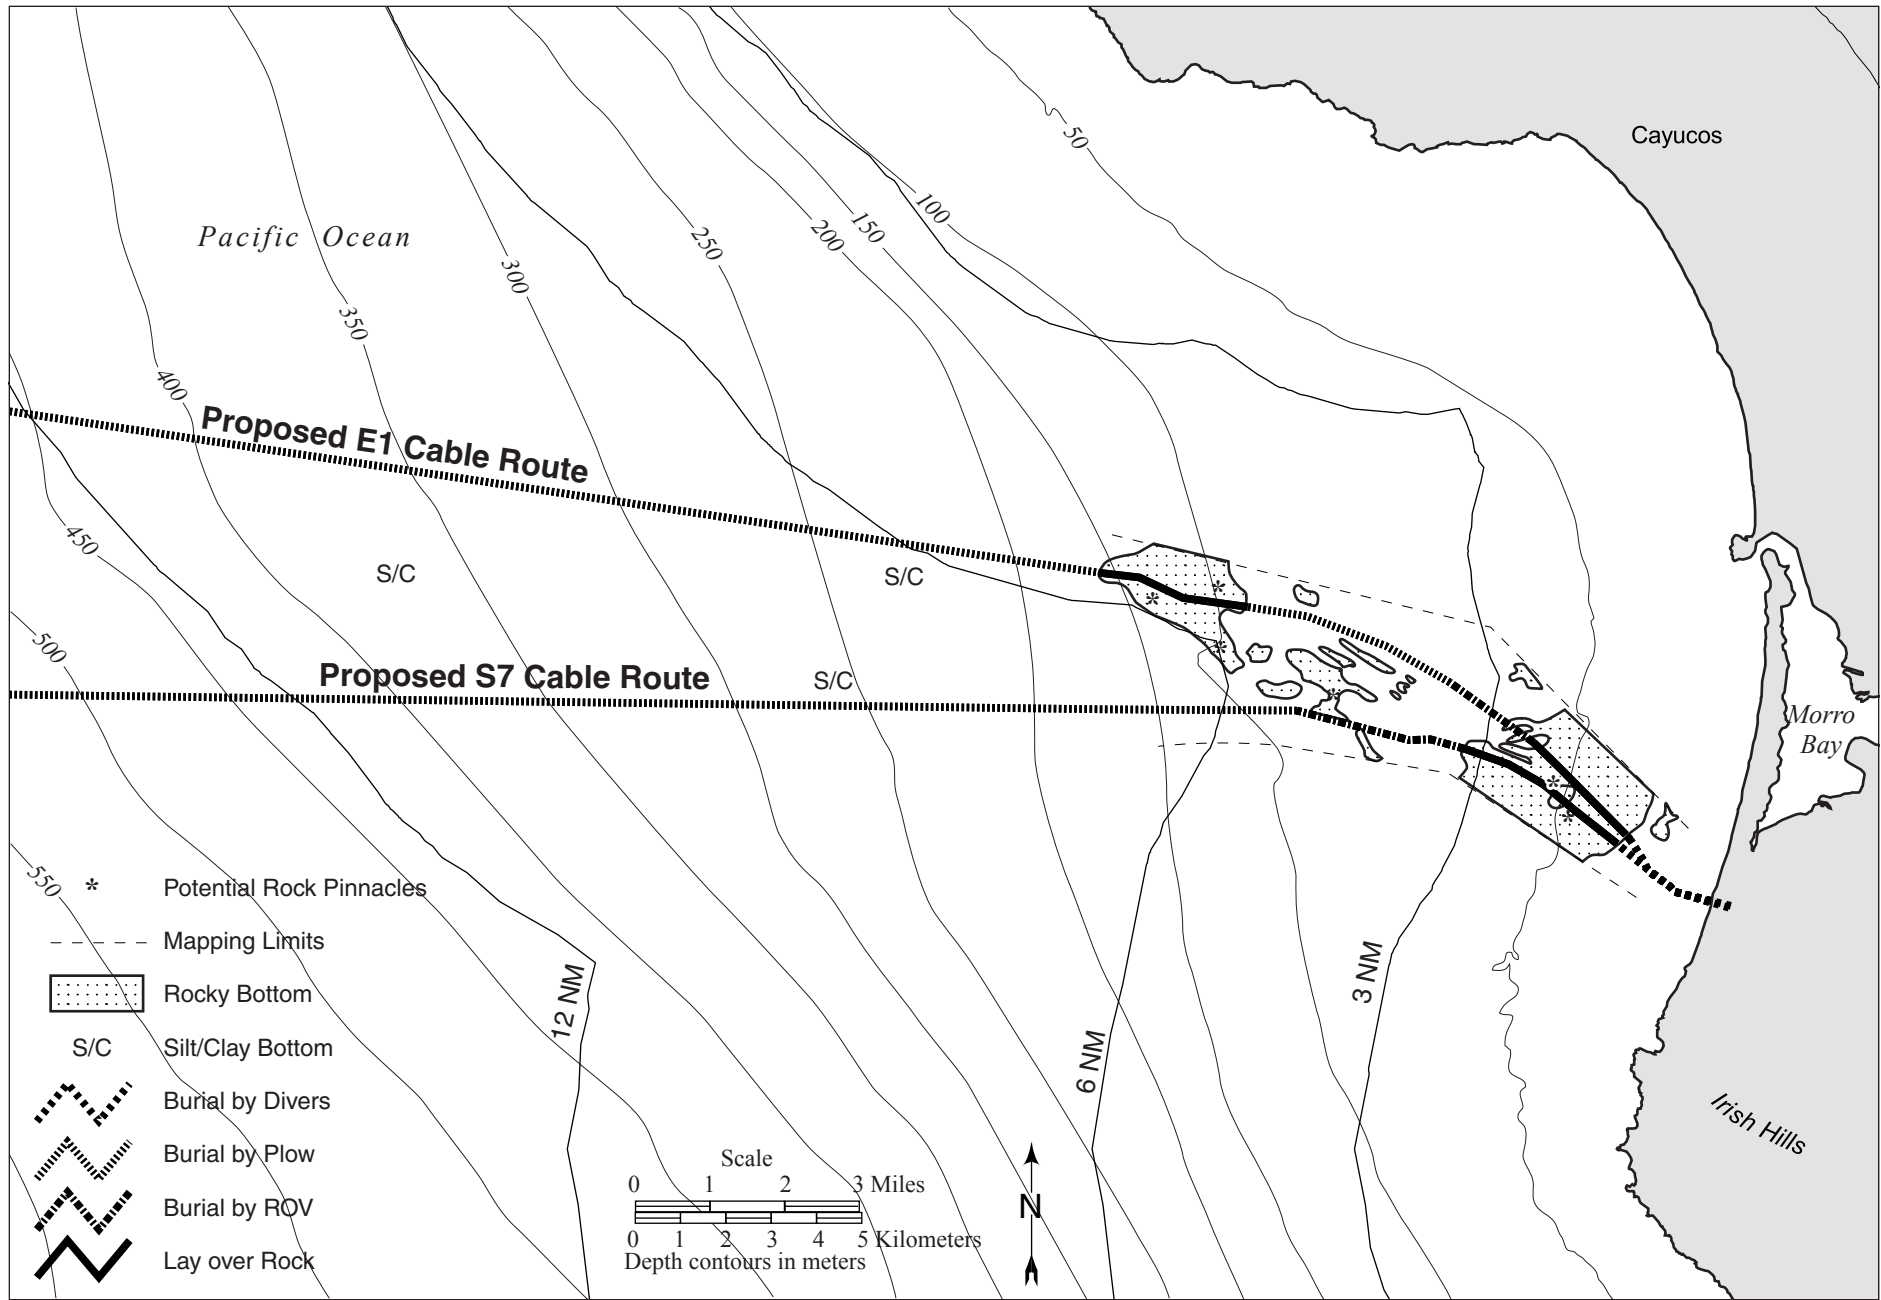 Cayucos
50
100
150
200
250
300
350
400
450
500
550
Pacific Ocean
Proposed E1 Cable Route
S/C
S/C
Proposed S7 Cable Route
S/C
Morro
Bay
Irish Hills
12 NM
6 NM
3 NM
* Potential Rock Pinnacles
Mapping Limits
Rocky Bottom
S/C Silt/Clay Bottom
Burial by Divers
Burial by Plow
Burial by ROV
Lay over Rock
Scale
0 1 2 3 Miles
0 1 2 3 4 5 Kilometers
Depth contours in meters
N